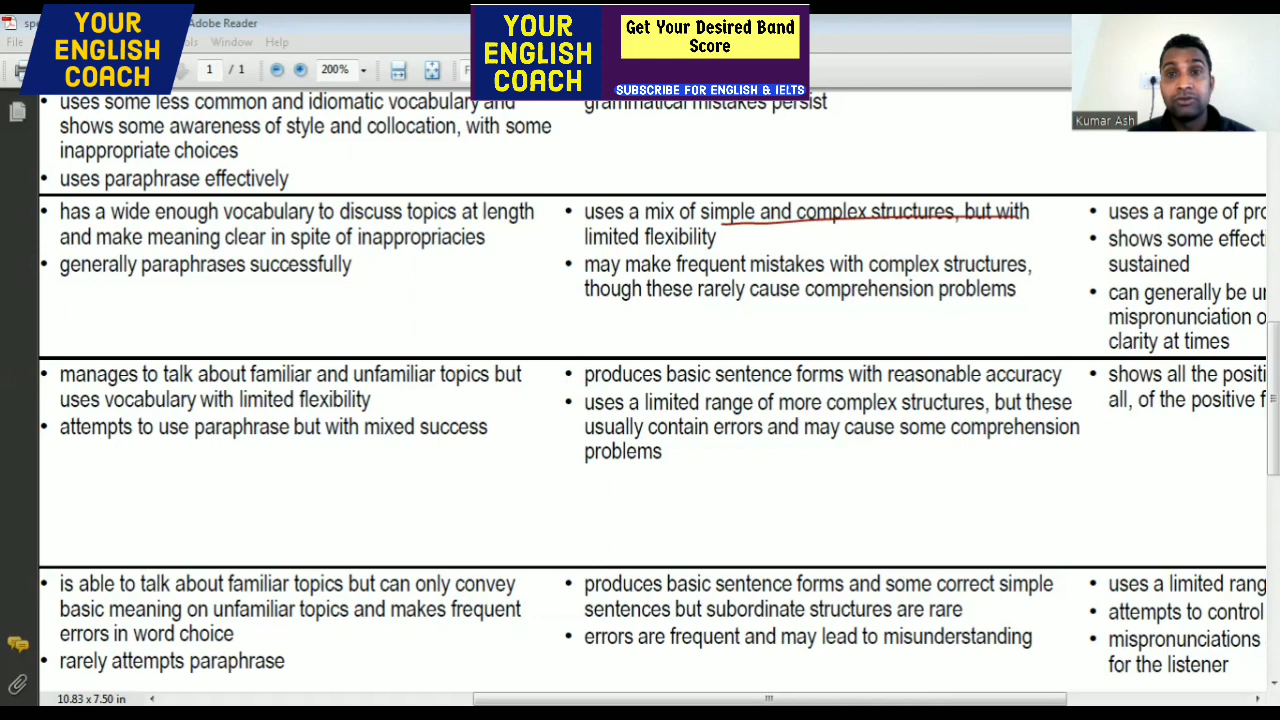 YOUR
ENGLISH
COACH
Adobe Reader
File
Window Help
1 / 1
200%
YOUR
ENGLISH
COACH
Get Your Desired Band
Score
SUBSCRIBE FOR ENGLISH & IELTS
Kumar Ash
uses some less common and idiomatic vocabulary and
shows some awareness of style and collocation, with some
inappropriate choices
• uses paraphrase effectively
grammatical mistakes persist
• has a wide enough vocabulary to discuss topics at length
and make meaning clear in spite of inappropriacies
• generally paraphrases successfully
• uses a mix of simple and complex structures, but with
limited flexibility
• may make frequent mistakes with complex structures,
though these rarely cause comprehension problems
• uses a range of
• shows some
sustained
• can generally be
mispronunciation
clarity at times
• manages to talk about familiar and unfamiliar topics but
uses vocabulary with limited flexibility
• attempts to use paraphrase but with mixed success
• produces basic sentence forms with reasonable accuracy
• uses a limited range of more complex structures, but these
usually contain errors and may cause some comprehension
problems
• shows all the
all, of the positive
• is able to talk about familiar topics but can only convey
basic meaning on unfamiliar topics and makes frequent
errors in word choice
• rarely attempts paraphrase
• produces basic sentence forms and some correct simple
sentences but subordinate structures are rare
• errors are frequent and may lead to misunderstanding
• uses a limited
• attempts to control
• mispronunciations
for the listener
10.83 x 7.50 in